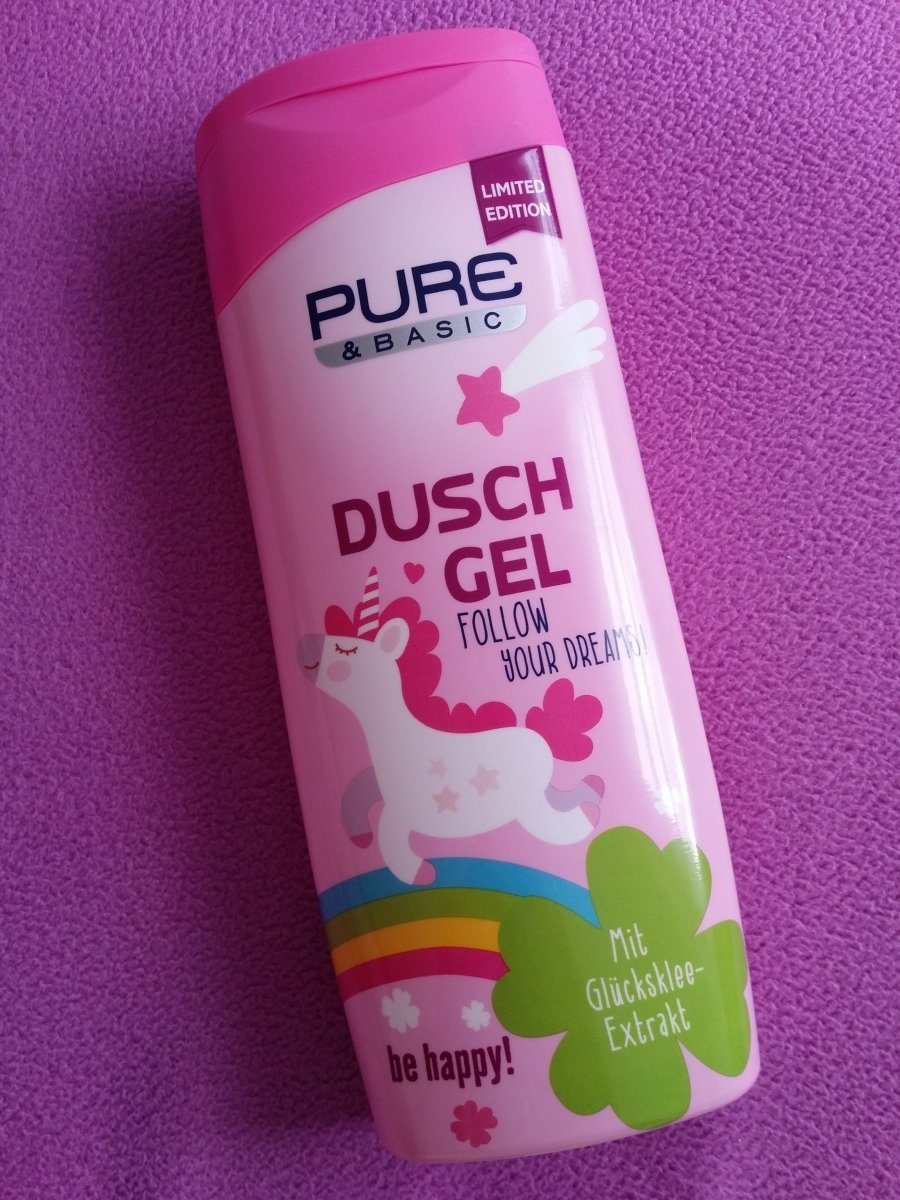 LIMITED
EDITION
PURE
& BASIC
DUSCH
GEL
FOLLOW
YOUR DREAMS!
Mit
Glücksklee-
Extrakt
be happy!